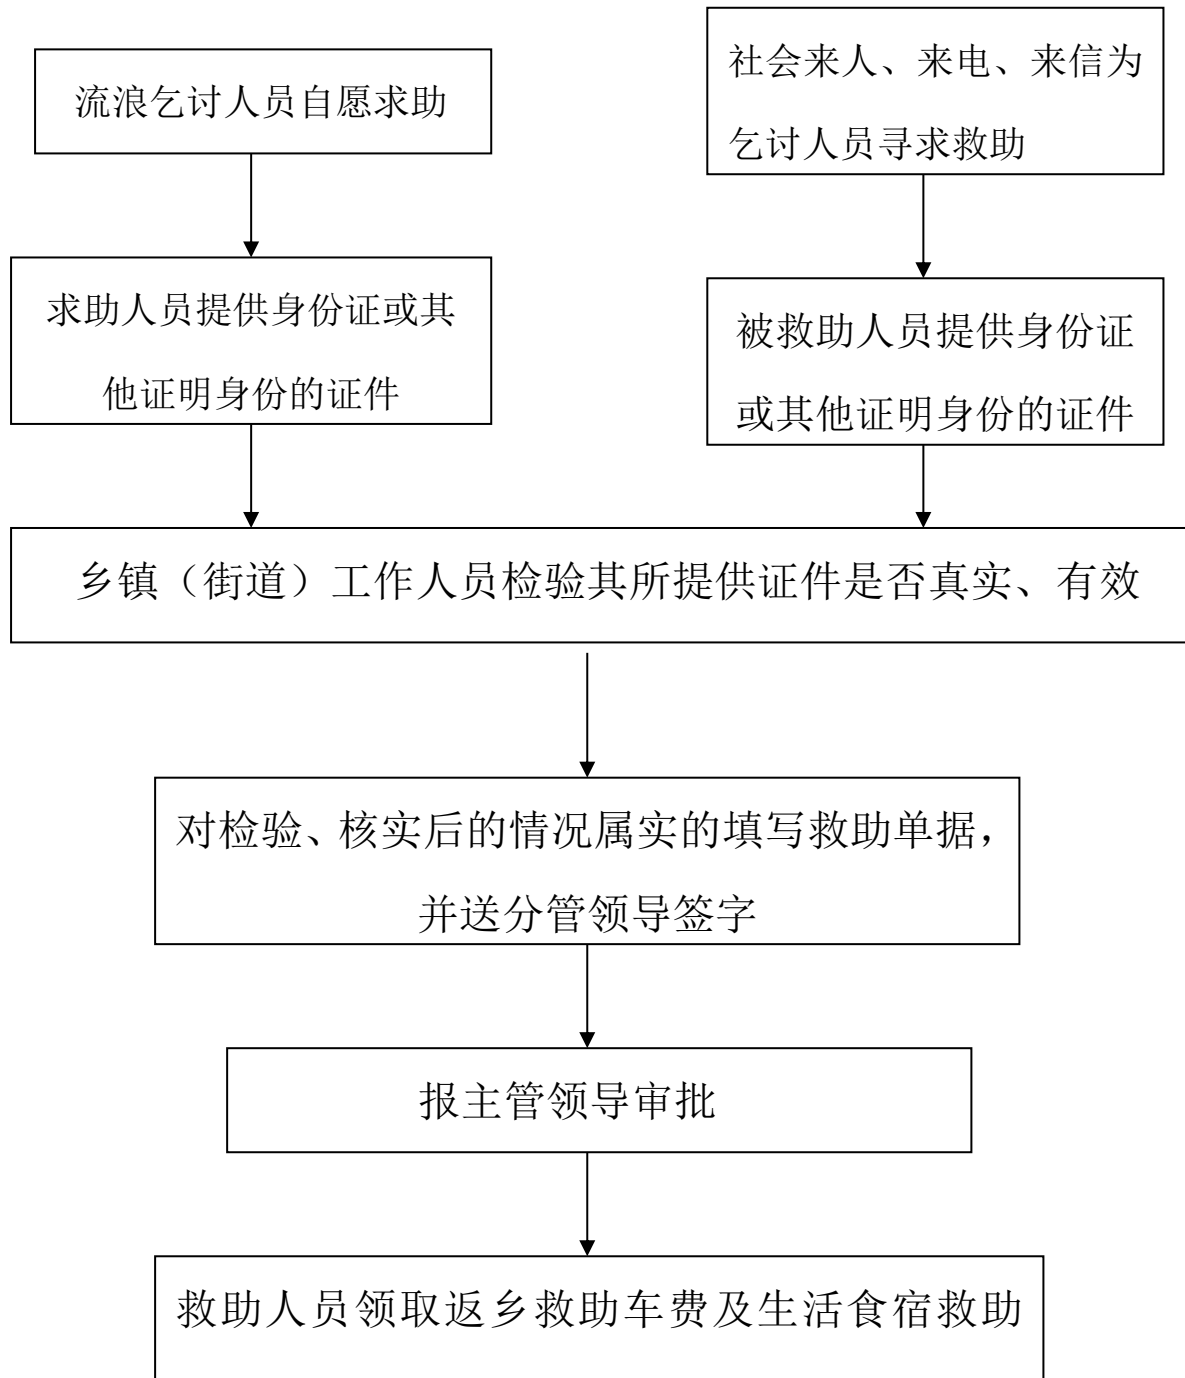 流浪乞讨人员自愿求助
社会来人、来电、来信为
乞讨人员寻求救助
求助人员提供身份证或其
他证明身份的证件
被救助人员提供身份证
或其他证明身份的证件
乡镇（街道）工作人员检验其所提供证件是否真实、有效
对检验、核实后的情况属实的填写救助单据，
并送分管领导签字
报主管领导审批
救助人员领取返乡救助车费及生活食宿救助